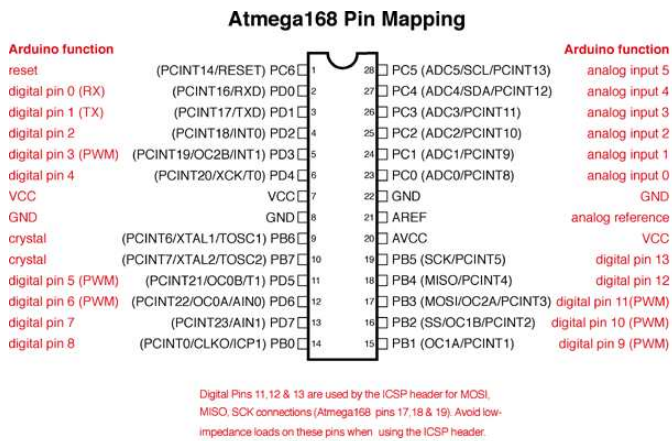 Atmega168 Pin Mapping
Arduino function Arduino function
reset (PCINT14/RESET) PC6 1 28 PC5 (ADC5/SCL/PCINT13) analog input 5
digital pin 0 (RX) (PCINT16/RXD) PD0 2 27 PC4 (ADC4/SDA/PCINT12) analog input 4
digital pin 1 (TX) (PCINT17/TXD) PD1 3 26 PC3 (ADC3/PCINT11) analog input 3
digital pin 2 (PCINT18/INT0) PD2 4 25 PC2 (ADC2/PCINT10) analog input 2
digital pin 3 (PWM) (PCINT19/OC2B/INT1) PD3 5 24 PC1 (ADC1/PCINT9) analog input 1
digital pin 4 (PCINT20/XCK/T0) PD4 6 23 PC0 (ADC0/PCINT8) analog input 0
VCC VCC 7 22 GND GND
GND GND 8 21 AREF analog reference
crystal (PCINT6/XTAL1/TOSC1) PB6 9 20 AVCC VCC
crystal (PCINT7/XTAL2/TOSC2) PB7 10 19 PB5 (SCK/PCINT5) digital pin 13
digital pin 5 (PWM) (PCINT21/OC0B/T1) PD5 11 18 PB4 (MISO/PCINT4) digital pin 12
digital pin 6 (PWM) (PCINT22/OC0A/AIN0) PD6 12 17 PB3 (MOSI/OC2A/PCINT3) digital pin 11(PWM)
digital pin 7 (PCINT23/AIN1) PD7 13 16 PB2 (SS/OC1B/PCINT2) digital pin 10 (PWM)
digital pin 8 (PCINT0/CLKO/ICP1) PB0 14 15 PB1 (OC1A/PCINT1) digital pin 9 (PWM)
Digital Pins 11,12 & 13 are used by the ICSP header for MOSI,
MISO, SCK connections (Atmega168 pins 17,18 & 19). Avoid low-
impedance loads on these pins when using the ICSP header.